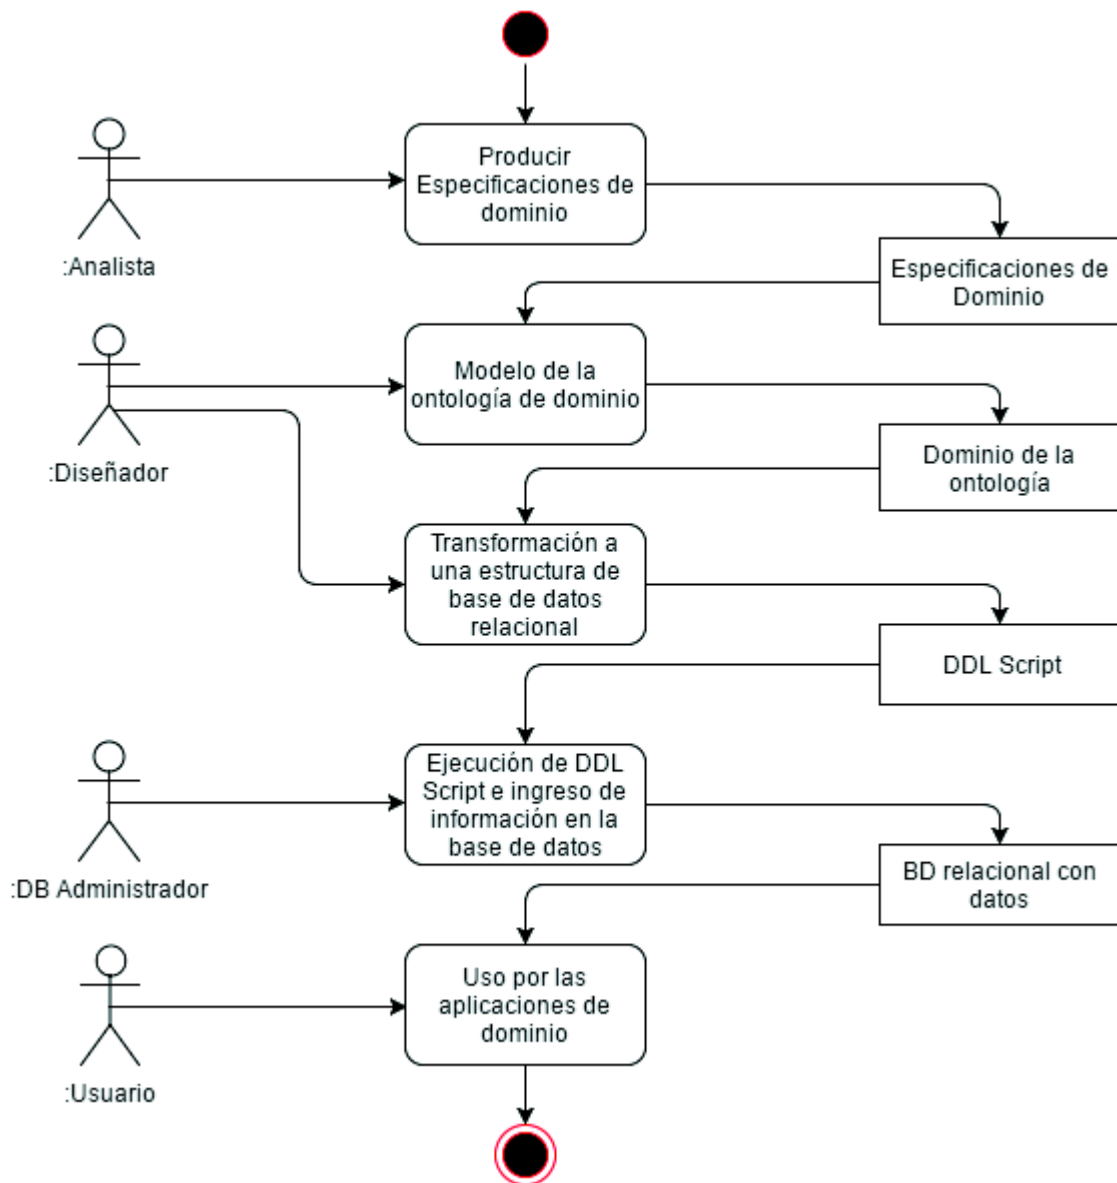 Producir
Especificaciones de
dominio
:Analista
Especificaciones de
Dominio
Modelo de la
ontología de dominio
:Diseñador
Dominio de la
ontología
Transformación a
una estructura de
base de datos
relacional
DDL Script
Ejecución de DDL
Script e ingreso de
información en la
base de datos
:DB Administrador
BD relacional con
datos
Uso por las
aplicaciones de
dominio
:Usuario